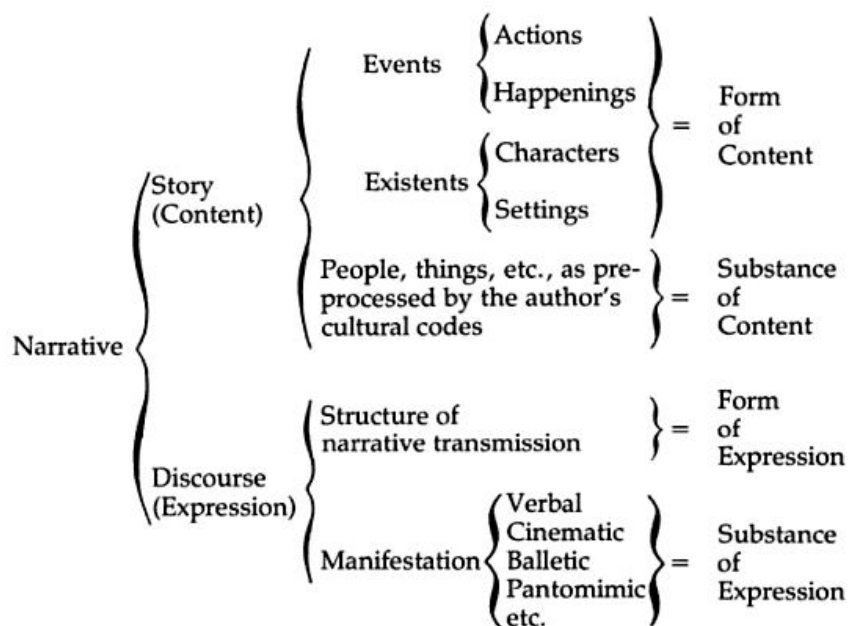 Actions
Events
Happenings
= Form
of
Content
Characters
Existents
Settings
Story
(Content)
People, things, etc., as pre-
processed by the author's
cultural codes
= Substance
of
Content
Narrative
Structure of
narrative transmission
= Form
of
Expression
Discourse
(Expression)
Manifestation
Verbal
Cinematic
Balletic
Pantomimic
etc.
= Substance
of
Expression